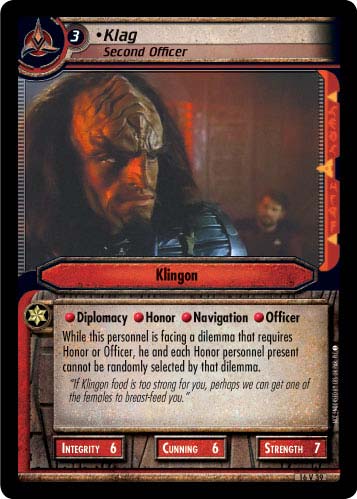 3
•Klag
Second Officer
Klingon
Diplomacy Honor Navigation Officer
While this personnel is facing a dilemma that requires
Honor or Officer, he and each Honor personnel present
cannot be randomly selected by that dilemma.
"If Klingon food is too strong for you, perhaps we can get one of
the females to breast-feed you."
INTEGRITY 6 CUNNING 6 STRENGTH 7
16 V 59